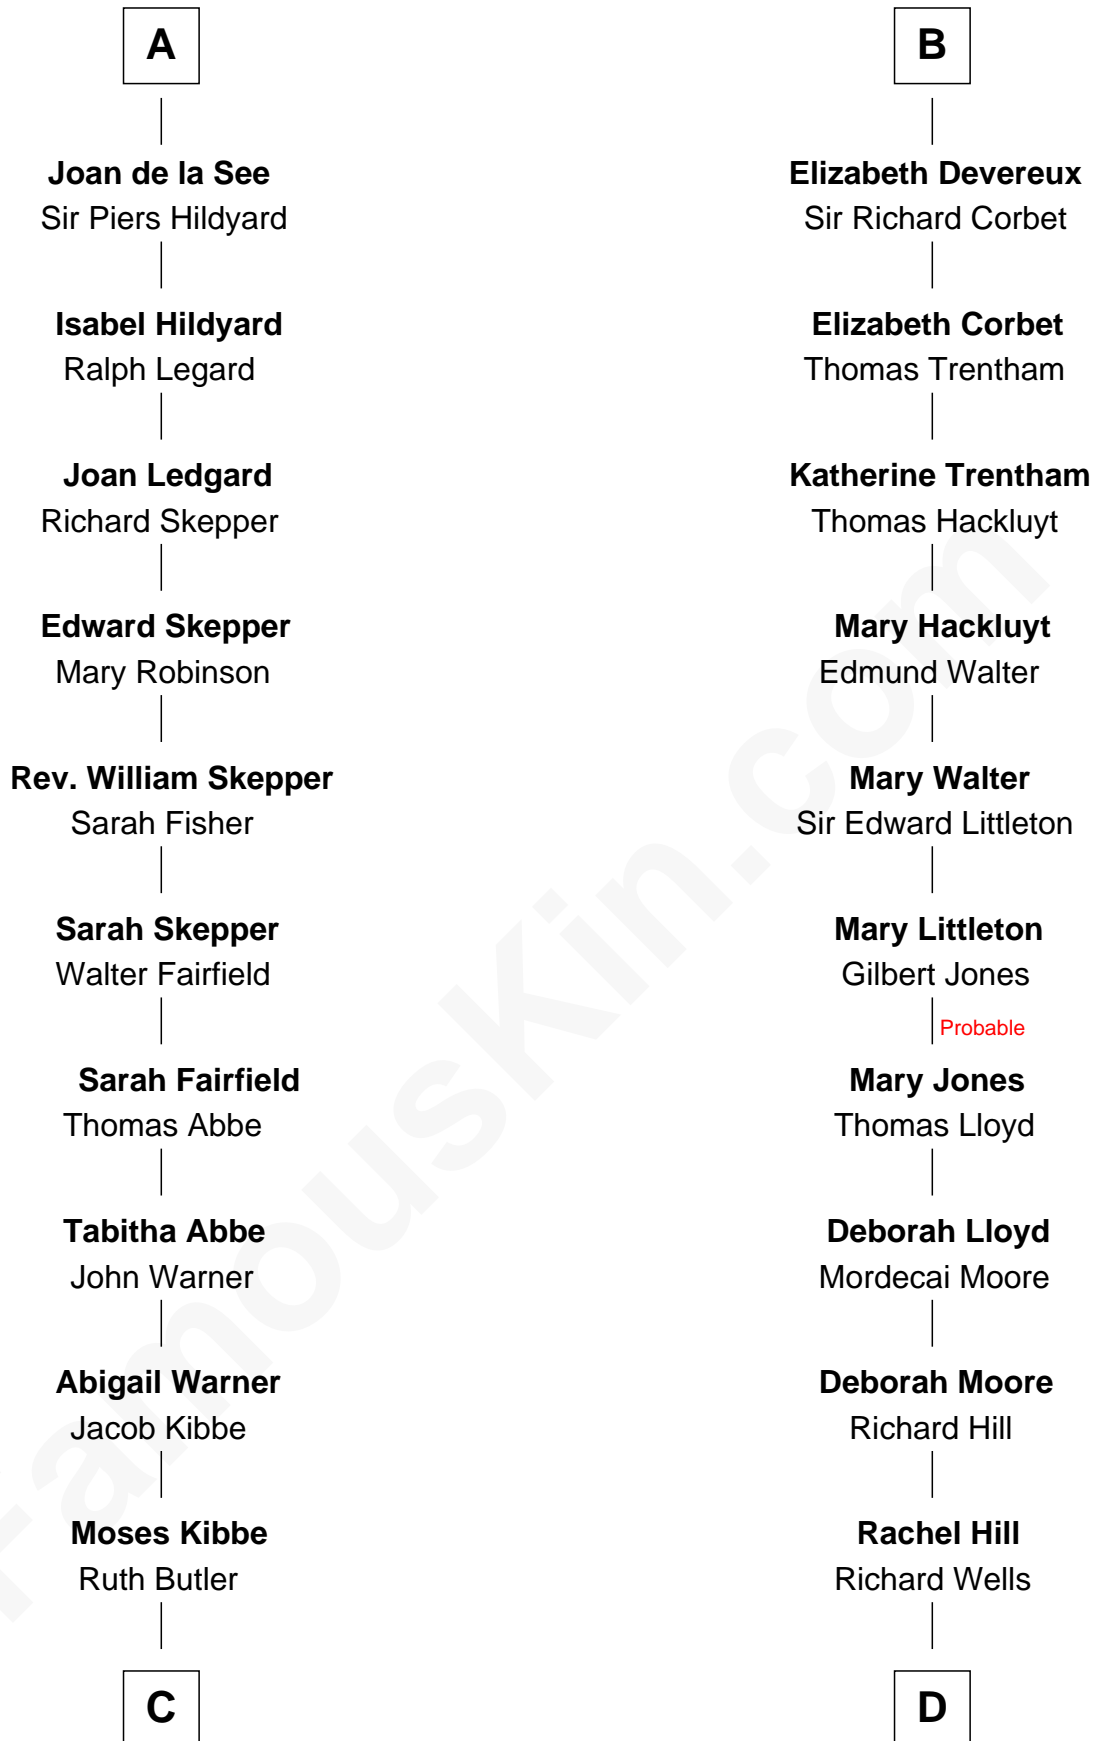 A
Joan de la See
Sir Piers Hildyard
Isabel Hildyard
Ralph Legard
Joan Ledgard
Richard Skepper
Edward Skepper
Mary Robinson
Rev. William Skepper
Sarah Fisher
Sarah Skepper
Walter Fairfield
Sarah Fairfield
Thomas Abbe
Tabitha Abbe
John Warner
Abigail Warner
Jacob Kibbe
Moses Kibbe
Ruth Butler
C
B
Elizabeth Devereux
Sir Richard Corbet
Elizabeth Corbet
Thomas Trentham
Katherine Trentham
Thomas Hackluyt
Mary Hackluyt
Edmund Walter
Mary Walter
Sir Edward Littleton
Mary Littleton
Gilbert Jones
Probable
Mary Jones
Thomas Lloyd
Deborah Lloyd
Mordecai Moore
Deborah Moore
Richard Hill
Rachel Hill
Richard Wells
D
FamousKin.com